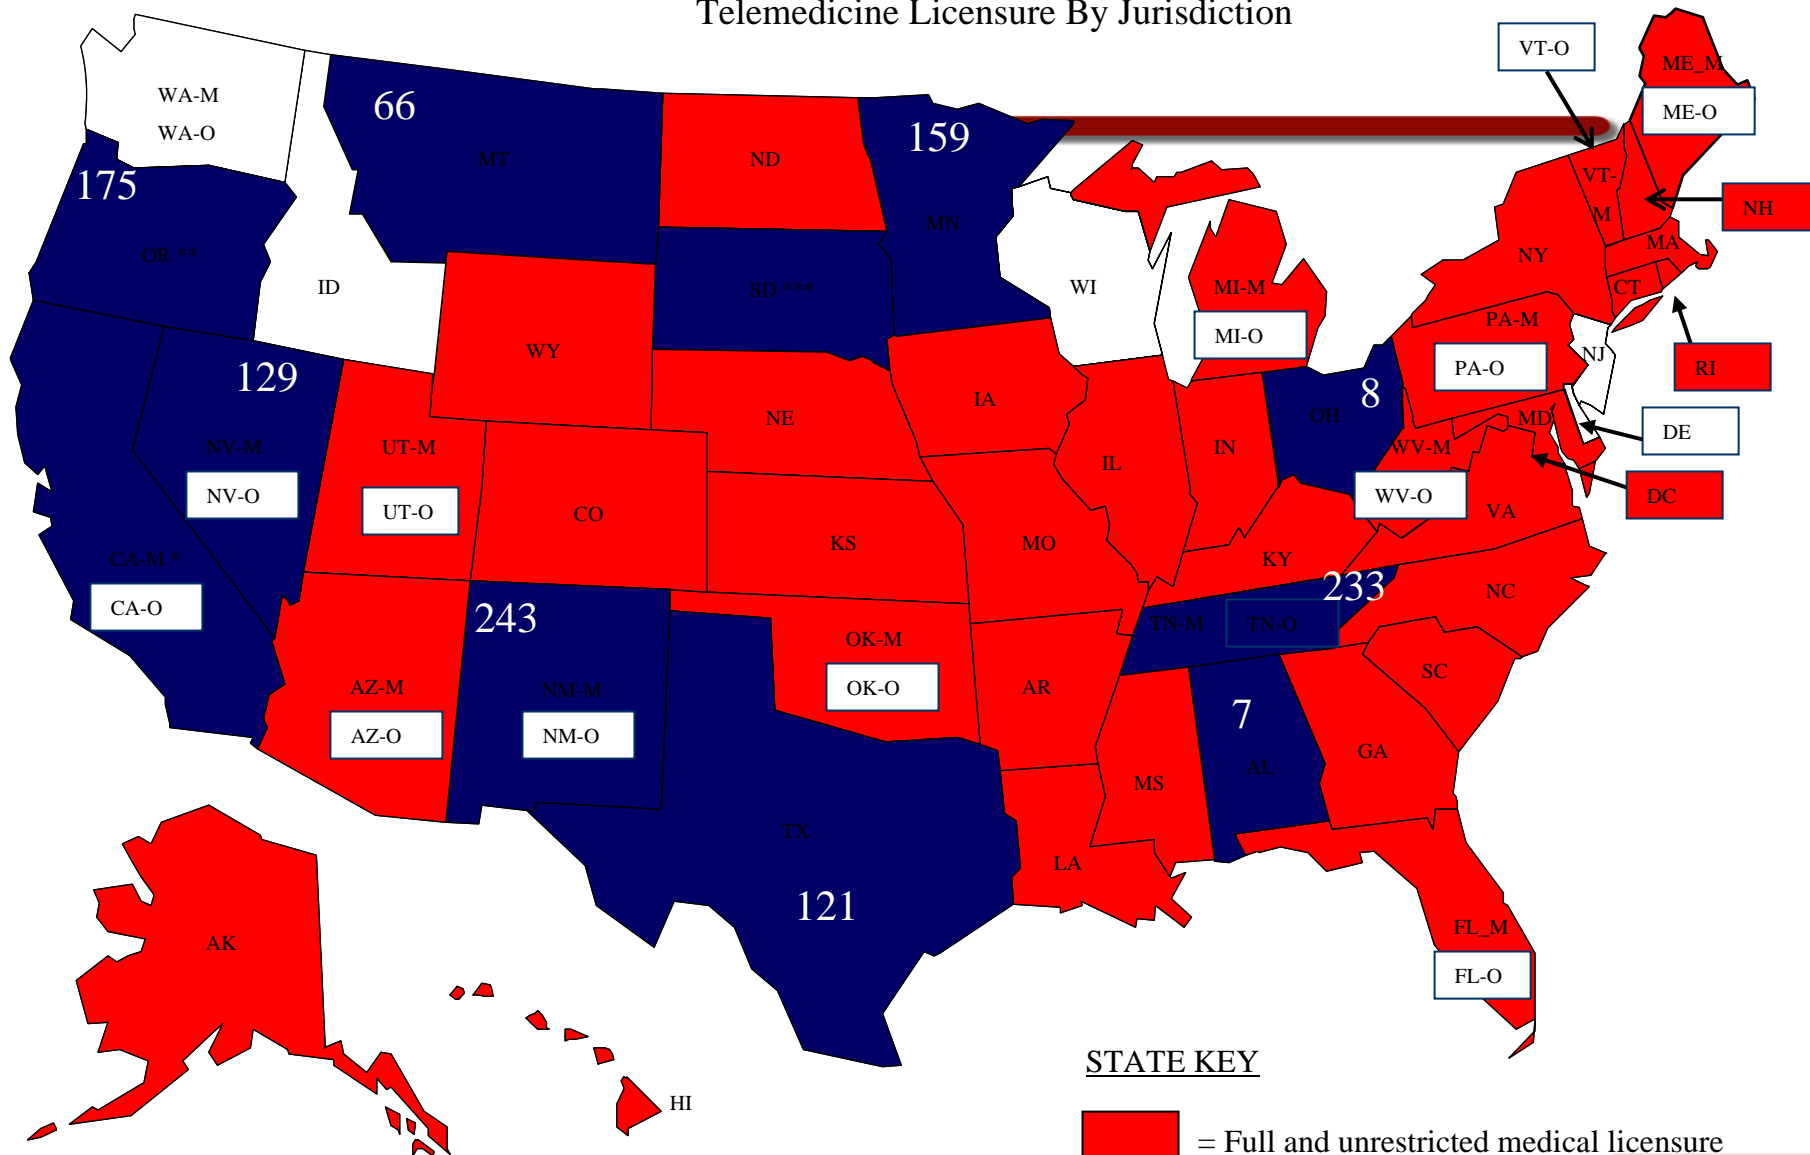 Telemedicine Licensure By Jurisdiction
VT-O
ME_M
WA-M
66
ME-O
WA-O
159
MT
ND
175
VT-
M
NH
MN
OR **
NY
MA
ID
SD ***
WI
MI-M
CT
PA-M
MI-O
WY
NJ
129
PA-O
RI
8
IA
NE
OH
MD
DE
NV-M
UT-M
IN
WV-M
IL
NV-O
WV-O
DC
UT-O
CO
VA
KS
MO
CA-M *
KY
233
NC
CA-O
243
TN-M
TN-O
OK-M
SC
AZ-M
NM-M
OK-O
AR
7
AZ-O
NM-O
GA
AL
MS
TX
LA
121
FL_M
AK
FL-O
STATE KEY
HI
= Full and unrestricted medical licensure